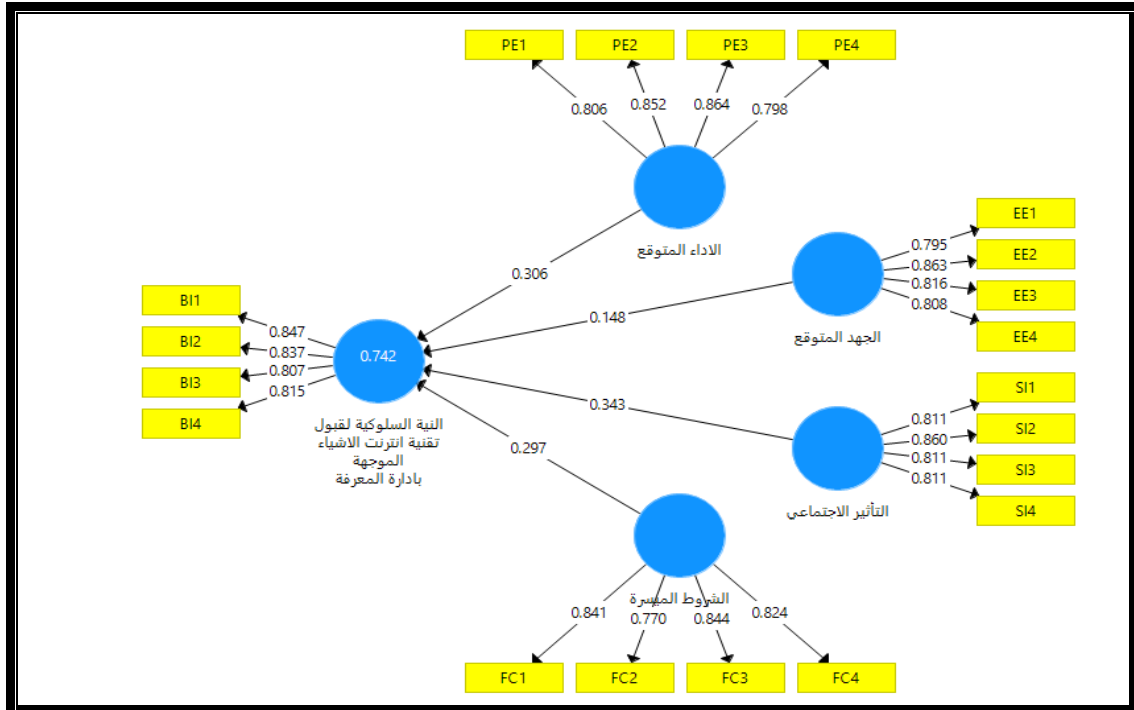 PE1
PE2
PE3
PE4
0.806
0.852
0.864
0.798
الاداء المتوقع
0.306
EE1
EE2
EE3
EE4
0.795
0.863
0.816
0.808
الجهد المتوقع
0.148
BI1
BI2
BI3
BI4
0.847
0.837
0.807
0.815
0.742
النية السلوكية لقبول
تقنية انترنت الاشياء
الموجهة
بادارة المعرفة
0.343
SI1
SI2
SI3
SI4
0.811
0.860
0.811
0.811
التأثير الاجتماعي
0.297
الشروط الميسرة
0.841
0.770
0.844
0.824
FC1
FC2
FC3
FC4